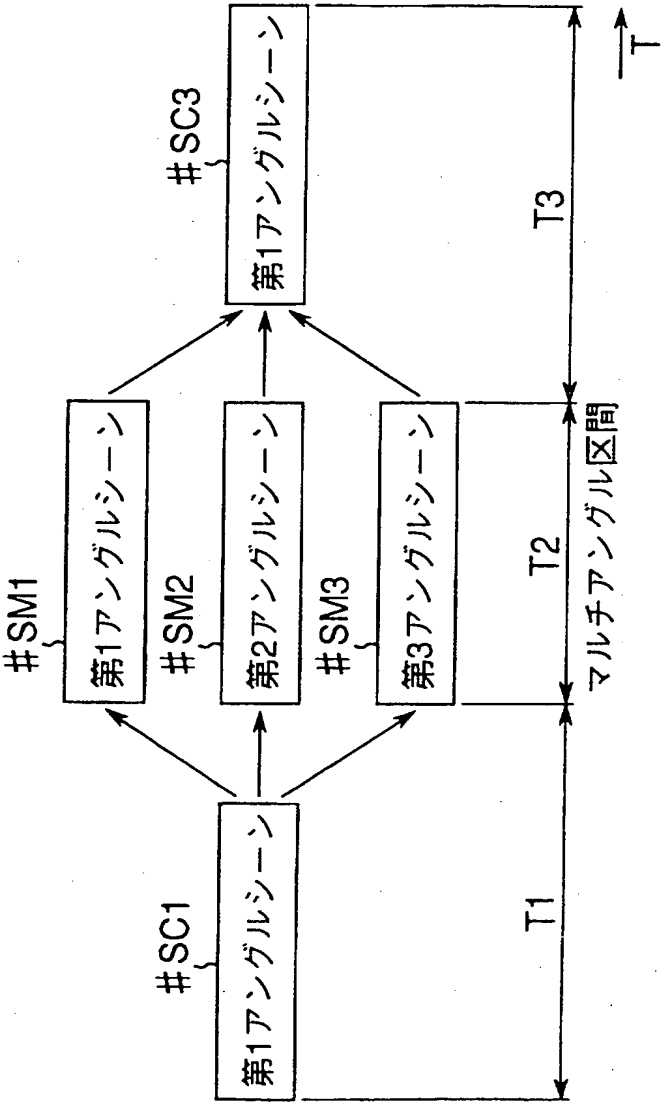 #SC1
第1アングルシーン
#SM1
第1アングルシーン
#SM2
第2アングルシーン
#SM3
第3アングルシーン
#SC3
第1アングルシーン
T1
T2
T3
マルチアングル区間
T